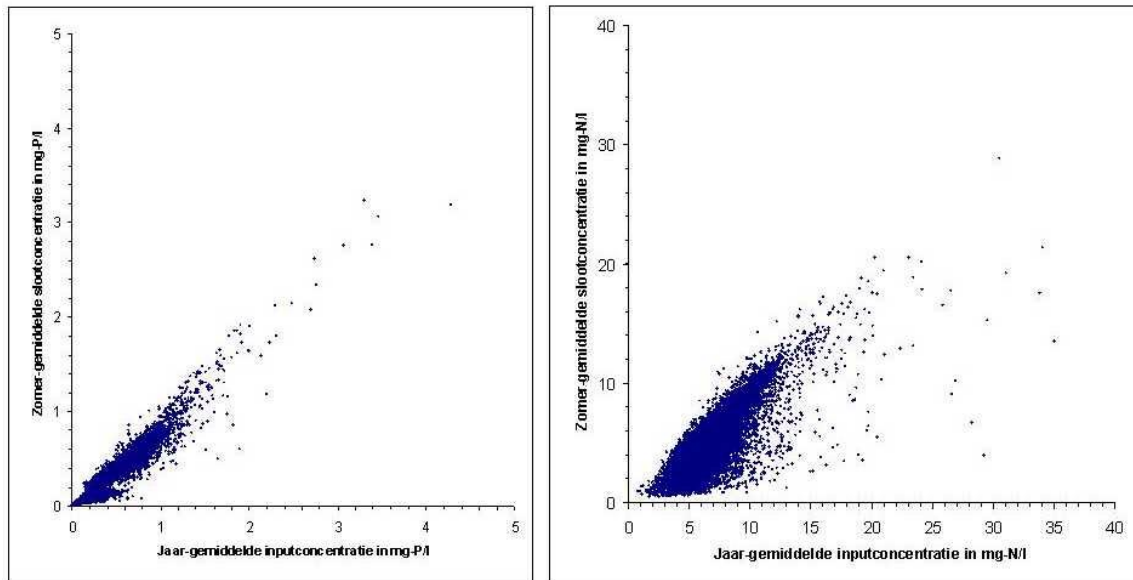 5
4
3
2
1
0
Zomer-gemiddelde slootconcentratie in mg-P/l
0 1 2 3 4 5
Jaar-gemiddelde inputconcentratie in mg-P/l
40
30
20
10
0
Zomer-gemiddelde slootconcentratie in mg-N/l
0 5 10 15 20 25 30 35 40
Jaar-gemiddelde inputconcentratie in mg-N/l